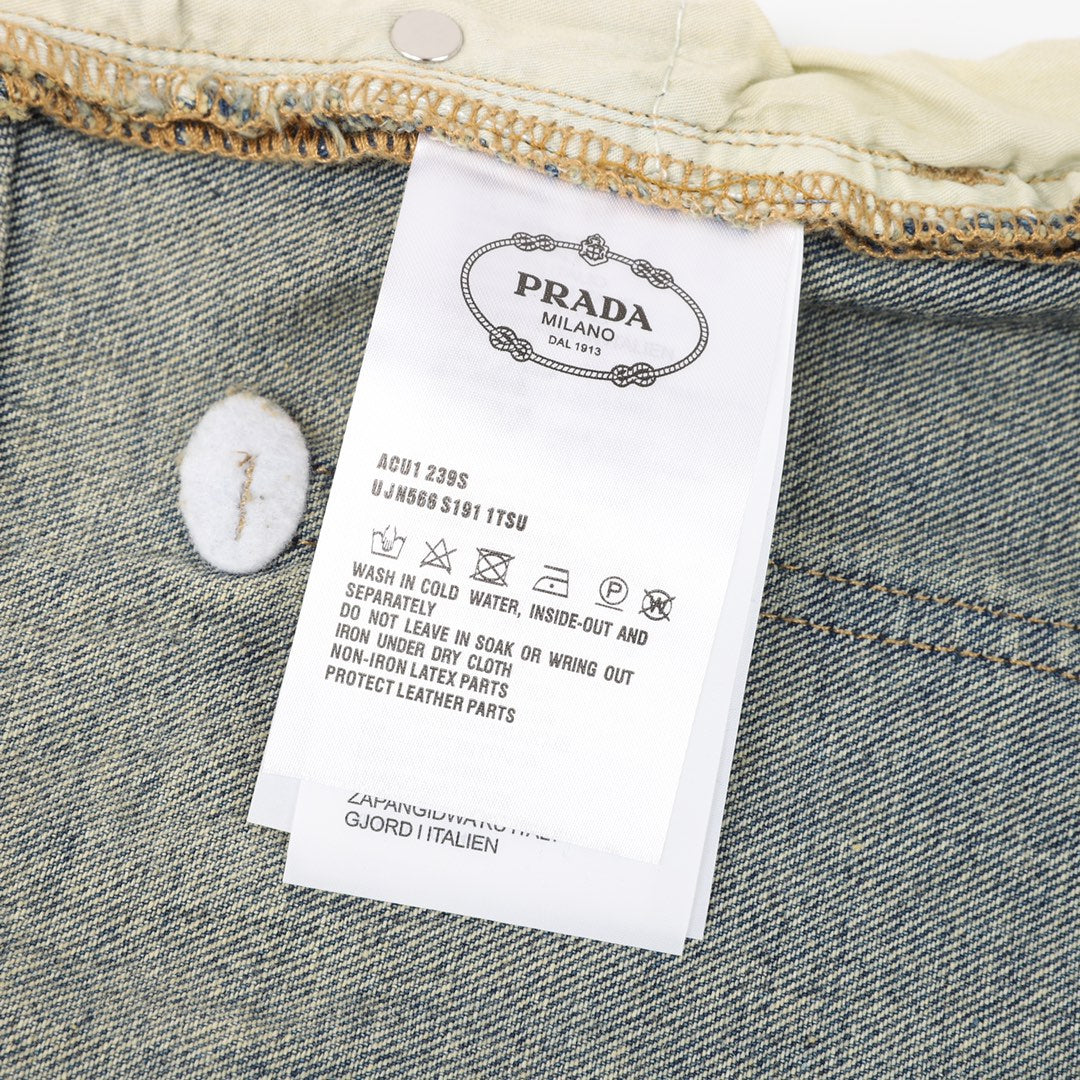 PRADA
MILANO
DAL 1913
ACU1 239S
UJN566 S191 1TSU
P
W
WASH IN COLD WATER, INSIDE-OUT AND
SEPARATELY
DO NOT LEAVE IN SOAK OR WRING OUT
IRON UNDER DRY CLOTH
NON-IRON LATEX PARTS
PROTECT LEATHER PARTS
GJORD I ITALIEN